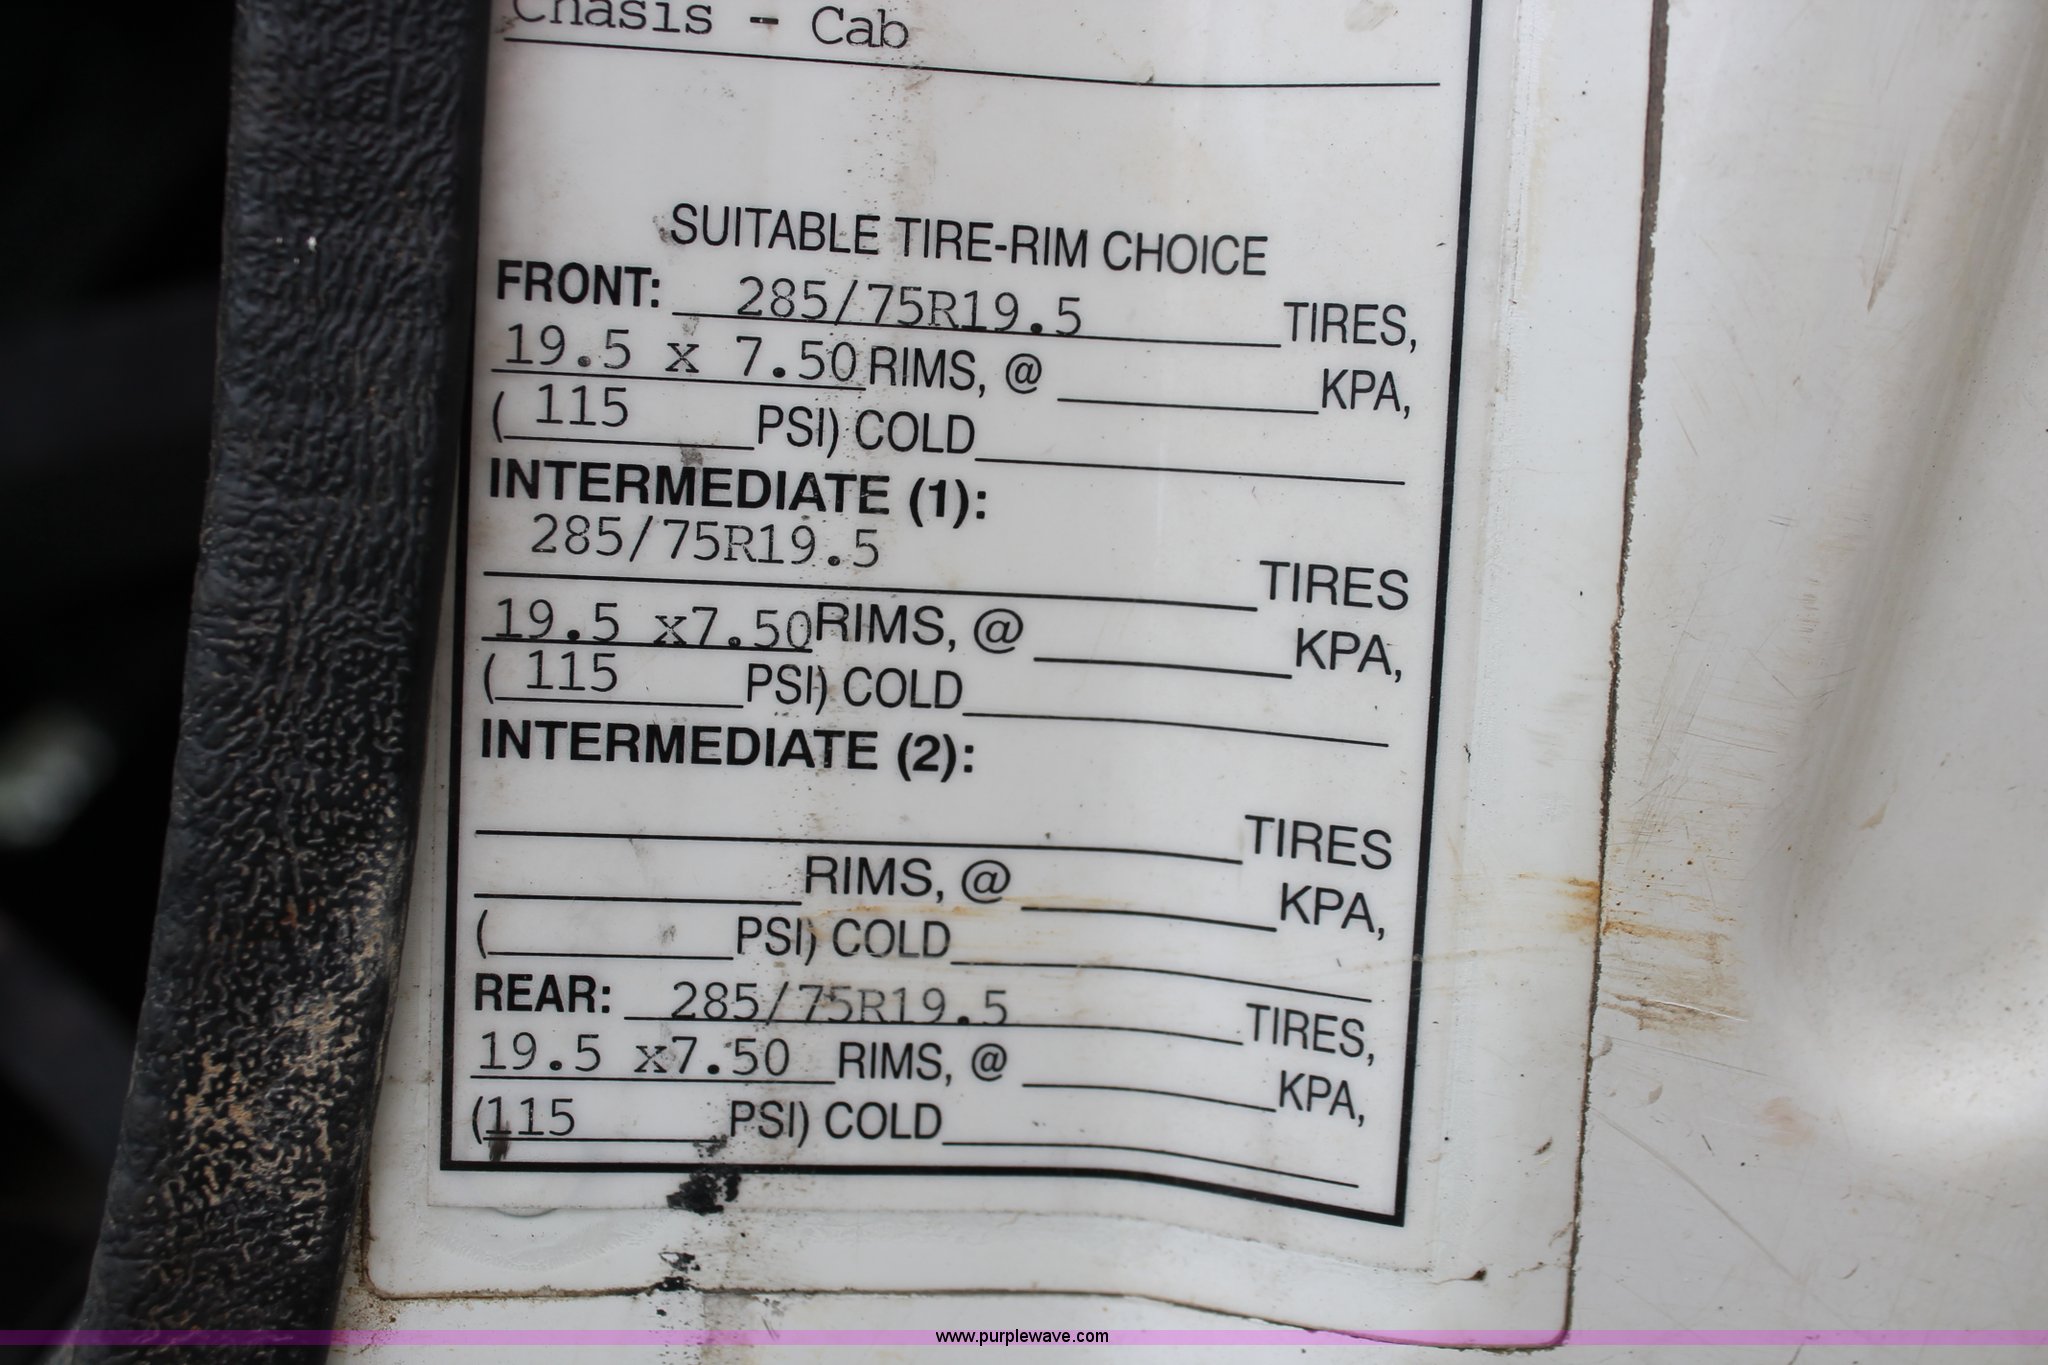 Chasis - Cab
SUITABLE TIRE-RIM CHOICE
FRONT: 285/75R19.5 TIRES,
19.5 x 7.50 RIMS, @ KPA,
( 115 PSI) COLD
INTERMEDIATE (1):
285/75R19.5 TIRES
19.5 x7.50 RIMS, @ KPA,
( 115 PSI) COLD
INTERMEDIATE (2):
TIRES
RIMS, @ KPA,
( PSI) COLD
REAR: 285/75R19.5 TIRES,
19.5 x7.50 RIMS, @ KPA,
(115 PSI) COLD
www.purplewave.com